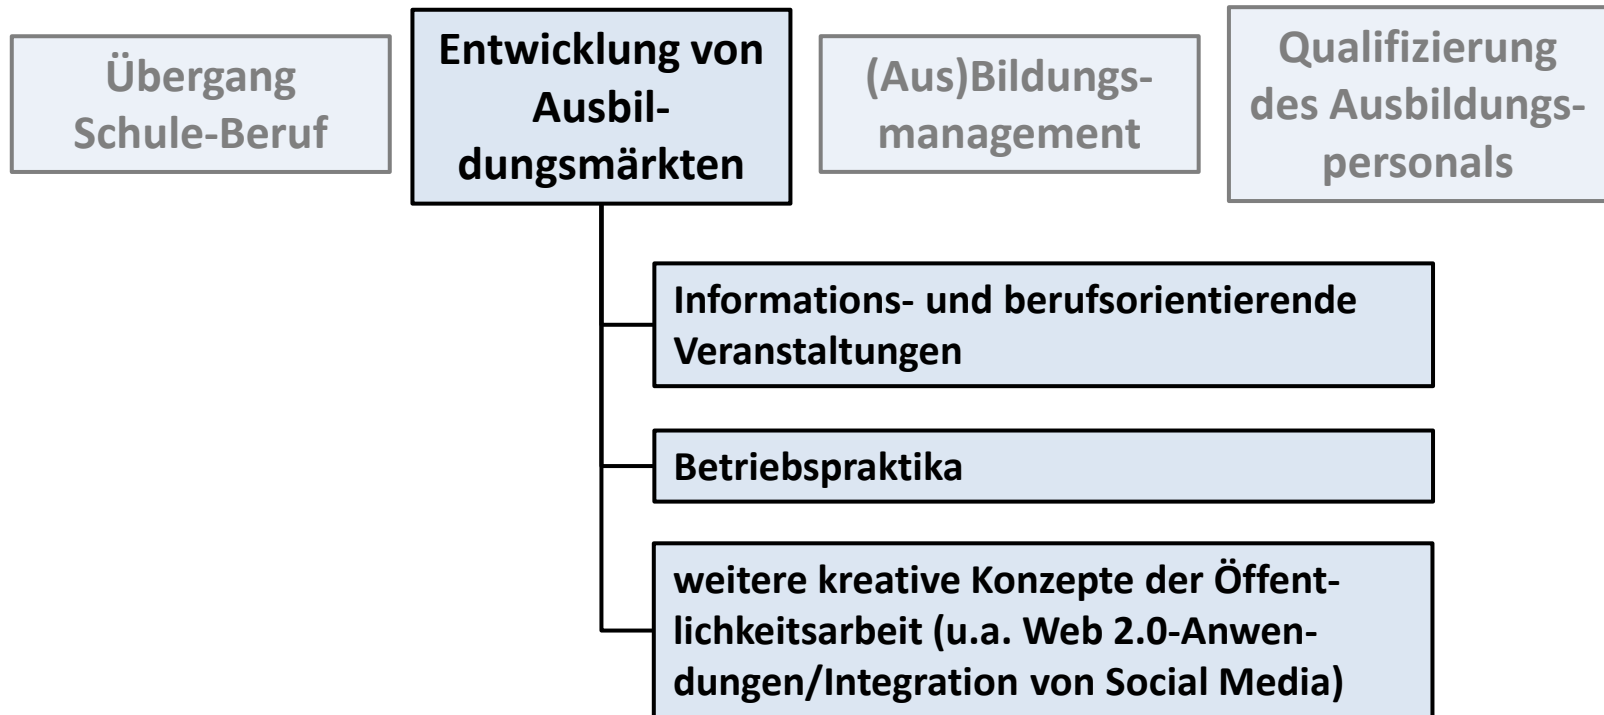 Übergang
Schule-Beruf
Entwicklung von
Ausbil-
dungsmärkten
(Aus)Bildungs-
management
Qualifizierung
des Ausbildungs-
personals
Informations- und berufsorientierende
Veranstaltungen
Betriebspraktika
weitere kreative Konzepte der Öffent-
lichkeitsarbeit (u.a. Web 2.0-Anwen-
dungen/Integration von Social Media)